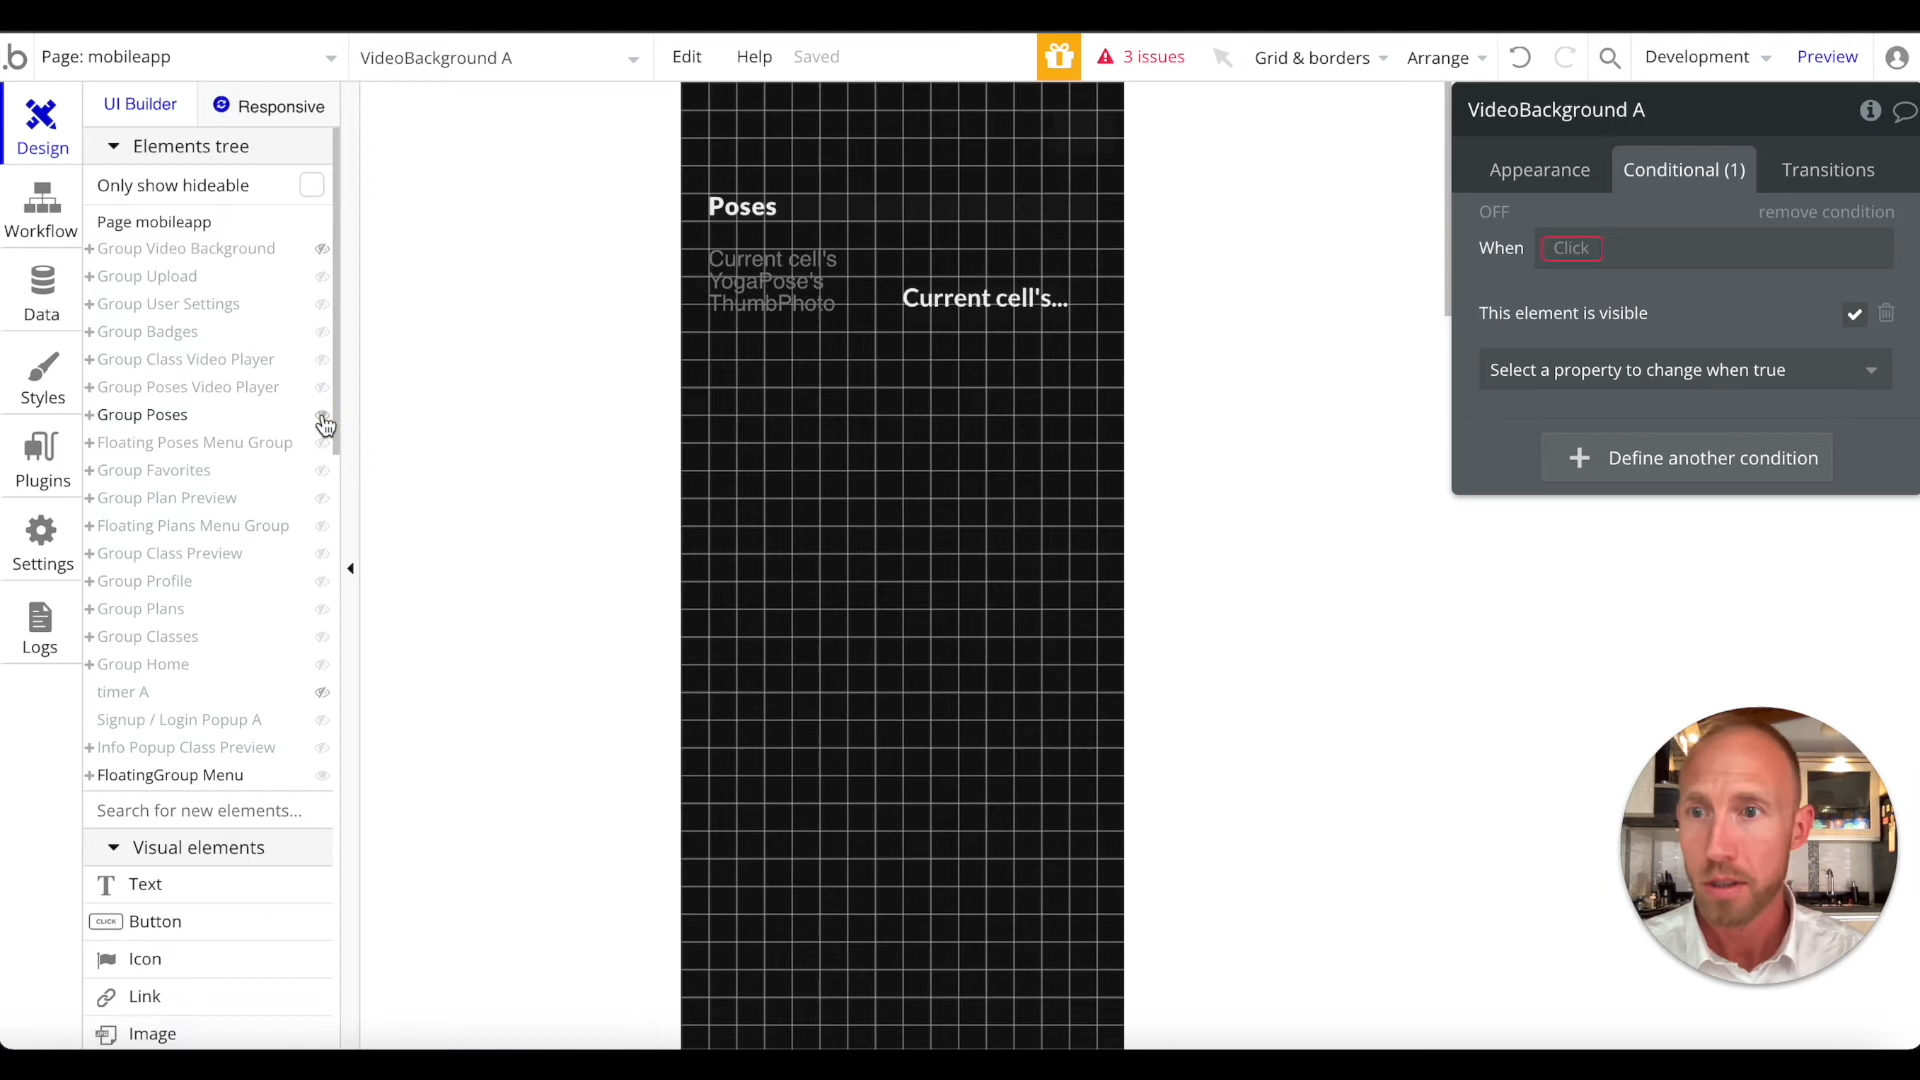 .b Page: mobileapp VideoBackground A Edit Help Saved 3 issues Grid & borders Arrange Development Preview
UI Builder Responsive
Design
Workflow
Data
Styles
Plugins
Settings
Logs
Elements tree
Only show hideable
Page mobileapp
Group Video Background
Group Upload
Group User Settings
Group Badges
Group Class Video Player
Group Poses Video Player
Group Poses
Floating Poses Menu Group
Group Favorites
Group Plan Preview
Floating Plans Menu Group
Group Class Preview
Group Profile
Group Plans
Group Classes
Group Home
timer A
Signup / Login Popup A
Info Popup Class Preview
FloatingGroup Menu
Search for new elements...
Visual elements
T Text
CLICK Button
Icon
Link
Image
Poses
Current cell's
YogaPose's
ThumbPhoto
Current cell's...
VideoBackground A
Appearance Conditional (1) Transitions
OFF remove condition
When Click
This element is visible
Select a property to change when true
+ Define another condition